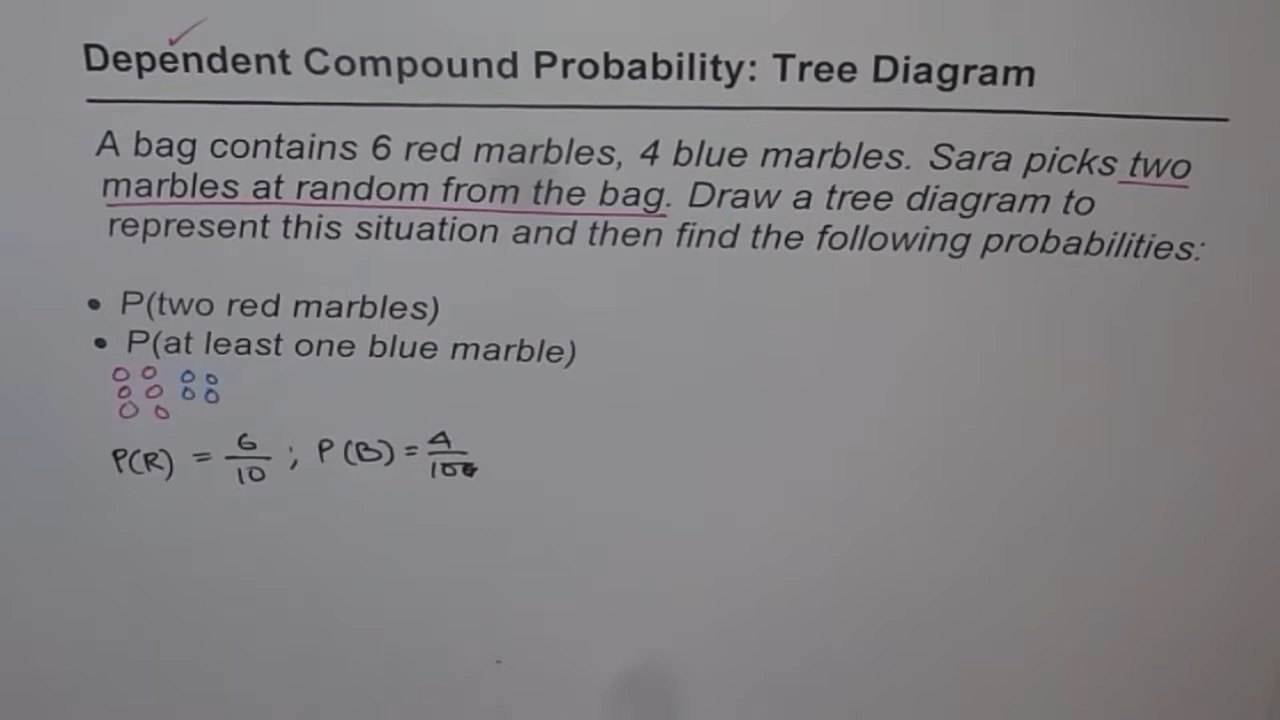 Dependent Compound Probability: Tree Diagram
A bag contains 6 red marbles, 4 blue marbles. Sara picks two
marbles at random from the bag. Draw a tree diagram to
represent this situation and then find the following probabilities:
• P(two red marbles)
• P(at least one blue marble)
P(R) = 6/10 ; P(B) = 4/10